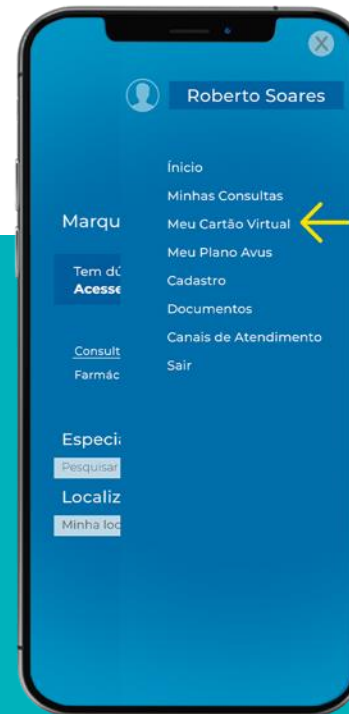 Roberto Soares
Ínicio
Minhas Consultas
Meu Cartão Virtual
Meu Plano Avus
Cadastro
Documentos
Canais de Atendimento
Sair
Marqu
Tem dú
Acesse
Consult
Farmác
Especi
Pesquisar
Localiz
Minha loc